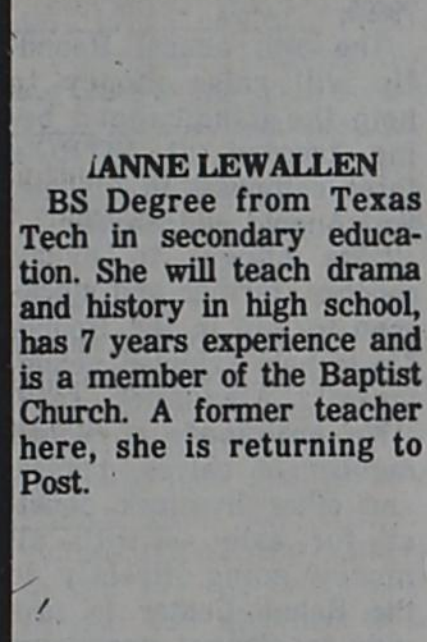 ANNE LEWALLEN
BS Degree from Texas
Tech in secondary educa-
tion. She will teach drama
and history in high school,
has 7 years experience and
is a member of the Baptist
Church. A former teacher
here, she is returning to
Post.